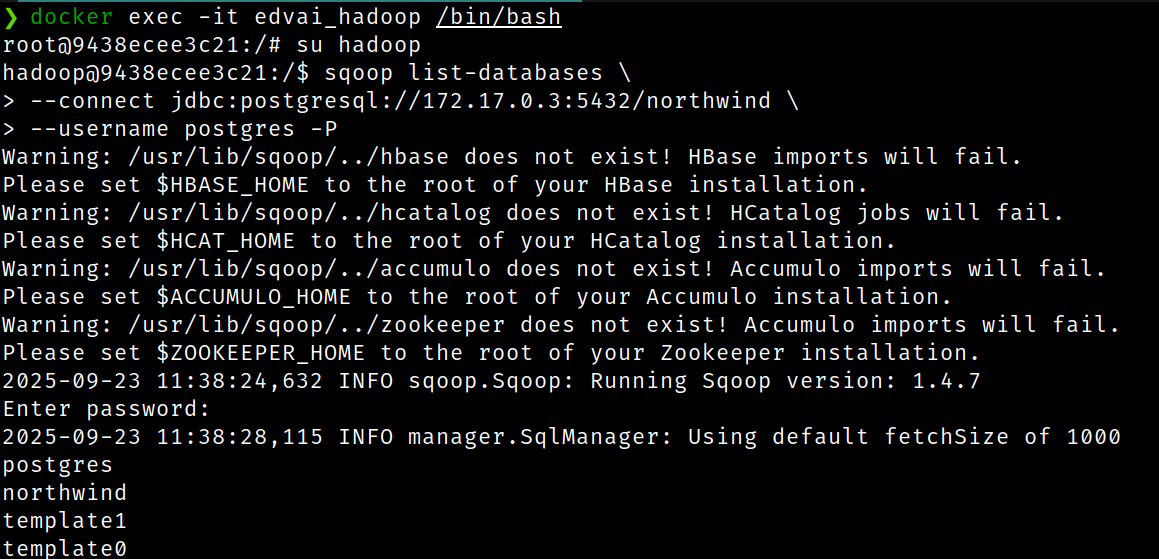 ❯ docker exec -it edvai_hadoop /bin/bash
root@9438ecee3c21:/# su hadoop
hadoop@9438ecee3c21:/$ sqoop list-databases \
> --connect jdbc:postgresql://172.17.0.3:5432/northwind \
> --username postgres -P
Warning: /usr/lib/sqoop/../hbase does not exist! HBase imports will fail.
Please set $HBASE_HOME to the root of your HBase installation.
Warning: /usr/lib/sqoop/../hcatalog does not exist! HCatalog jobs will fail.
Please set $HCAT_HOME to the root of your HCatalog installation.
Warning: /usr/lib/sqoop/../accumulo does not exist! Accumulo imports will fail.
Please set $ACCUMULO_HOME to the root of your Accumulo installation.
Warning: /usr/lib/sqoop/../zookeeper does not exist! Accumulo imports will fail.
Please set $ZOOKEEPER_HOME to the root of your Zookeeper installation.
2025-09-23 11:38:24,632 INFO sqoop.Sqoop: Running Sqoop version: 1.4.7
Enter password:
2025-09-23 11:38:28,115 INFO manager.SqlManager: Using default fetchSize of 1000
postgres
northwind
template1
template0